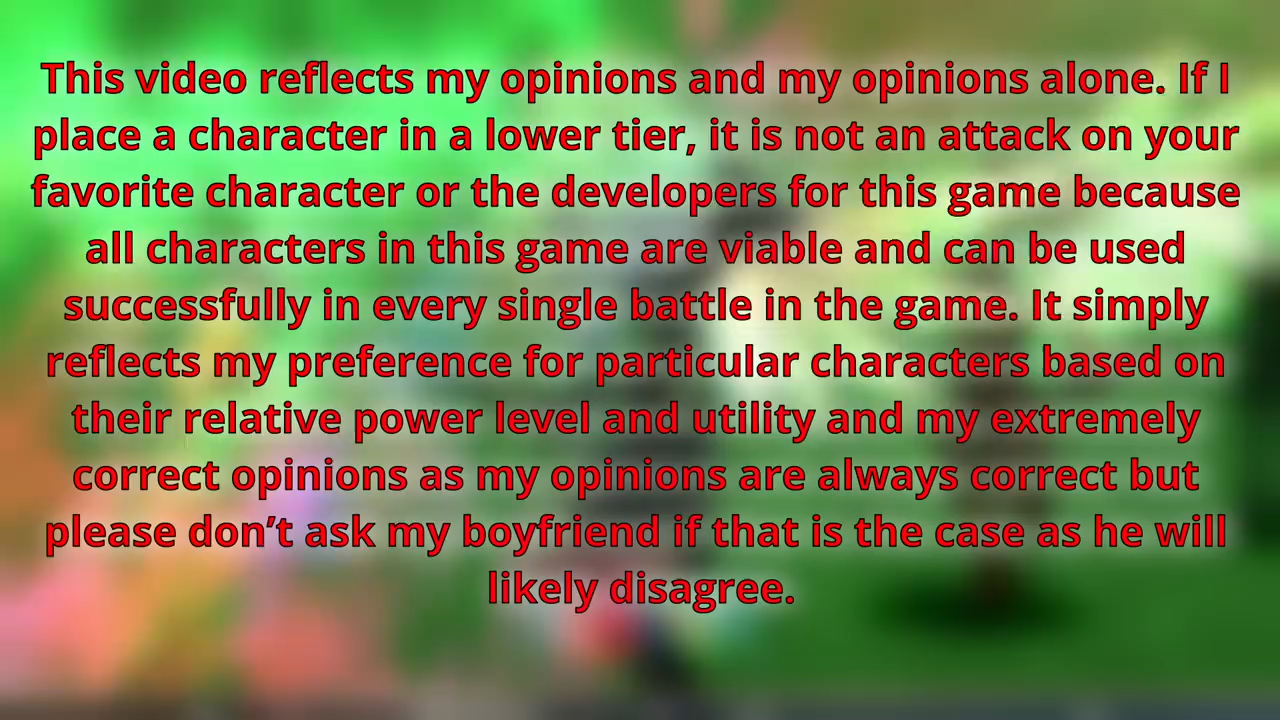 This video reflects my opinions and my opinions alone. If I
place a character in a lower tier, it is not an attack on your
favorite character or the developers for this game because
all characters in this game are viable and can be used
successfully in every single battle in the game. It simply
reflects my preference for particular characters based on
their relative power level and utility and my extremely
correct opinions as my opinions are always correct but
please don’t ask my boyfriend if that is the case as he will
likely disagree.